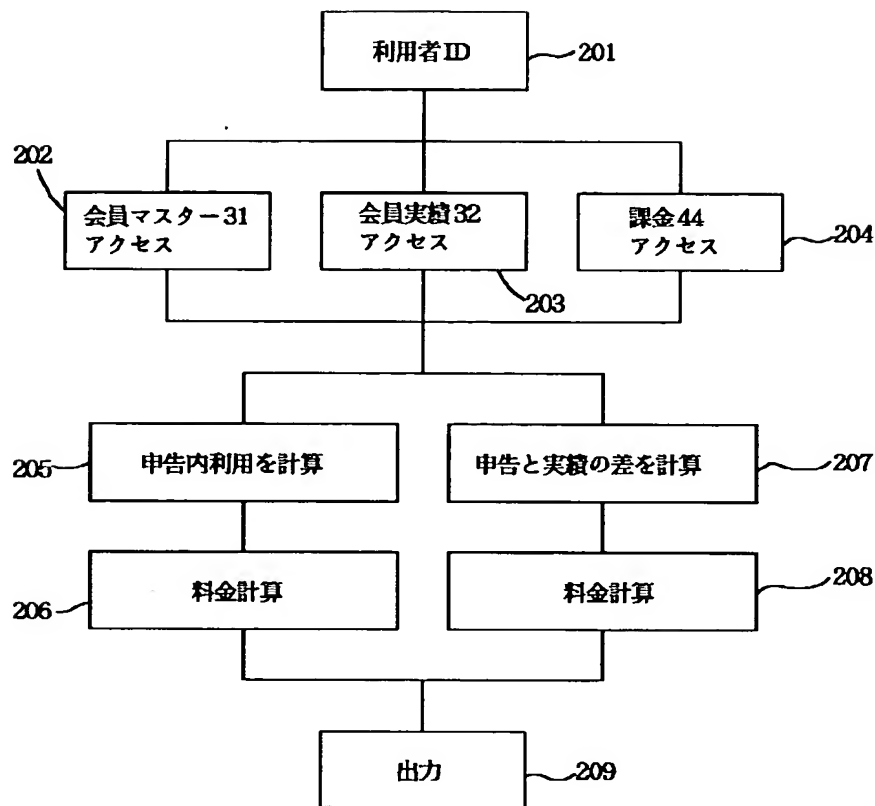 利用者ID
201
202
会員マスター31
アクセス
会員実績32
アクセス
課金44
アクセス
204
203
205
申告内利用を計算
申告と実績の差を計算
207
206
料金計算
料金計算
208
出力
209